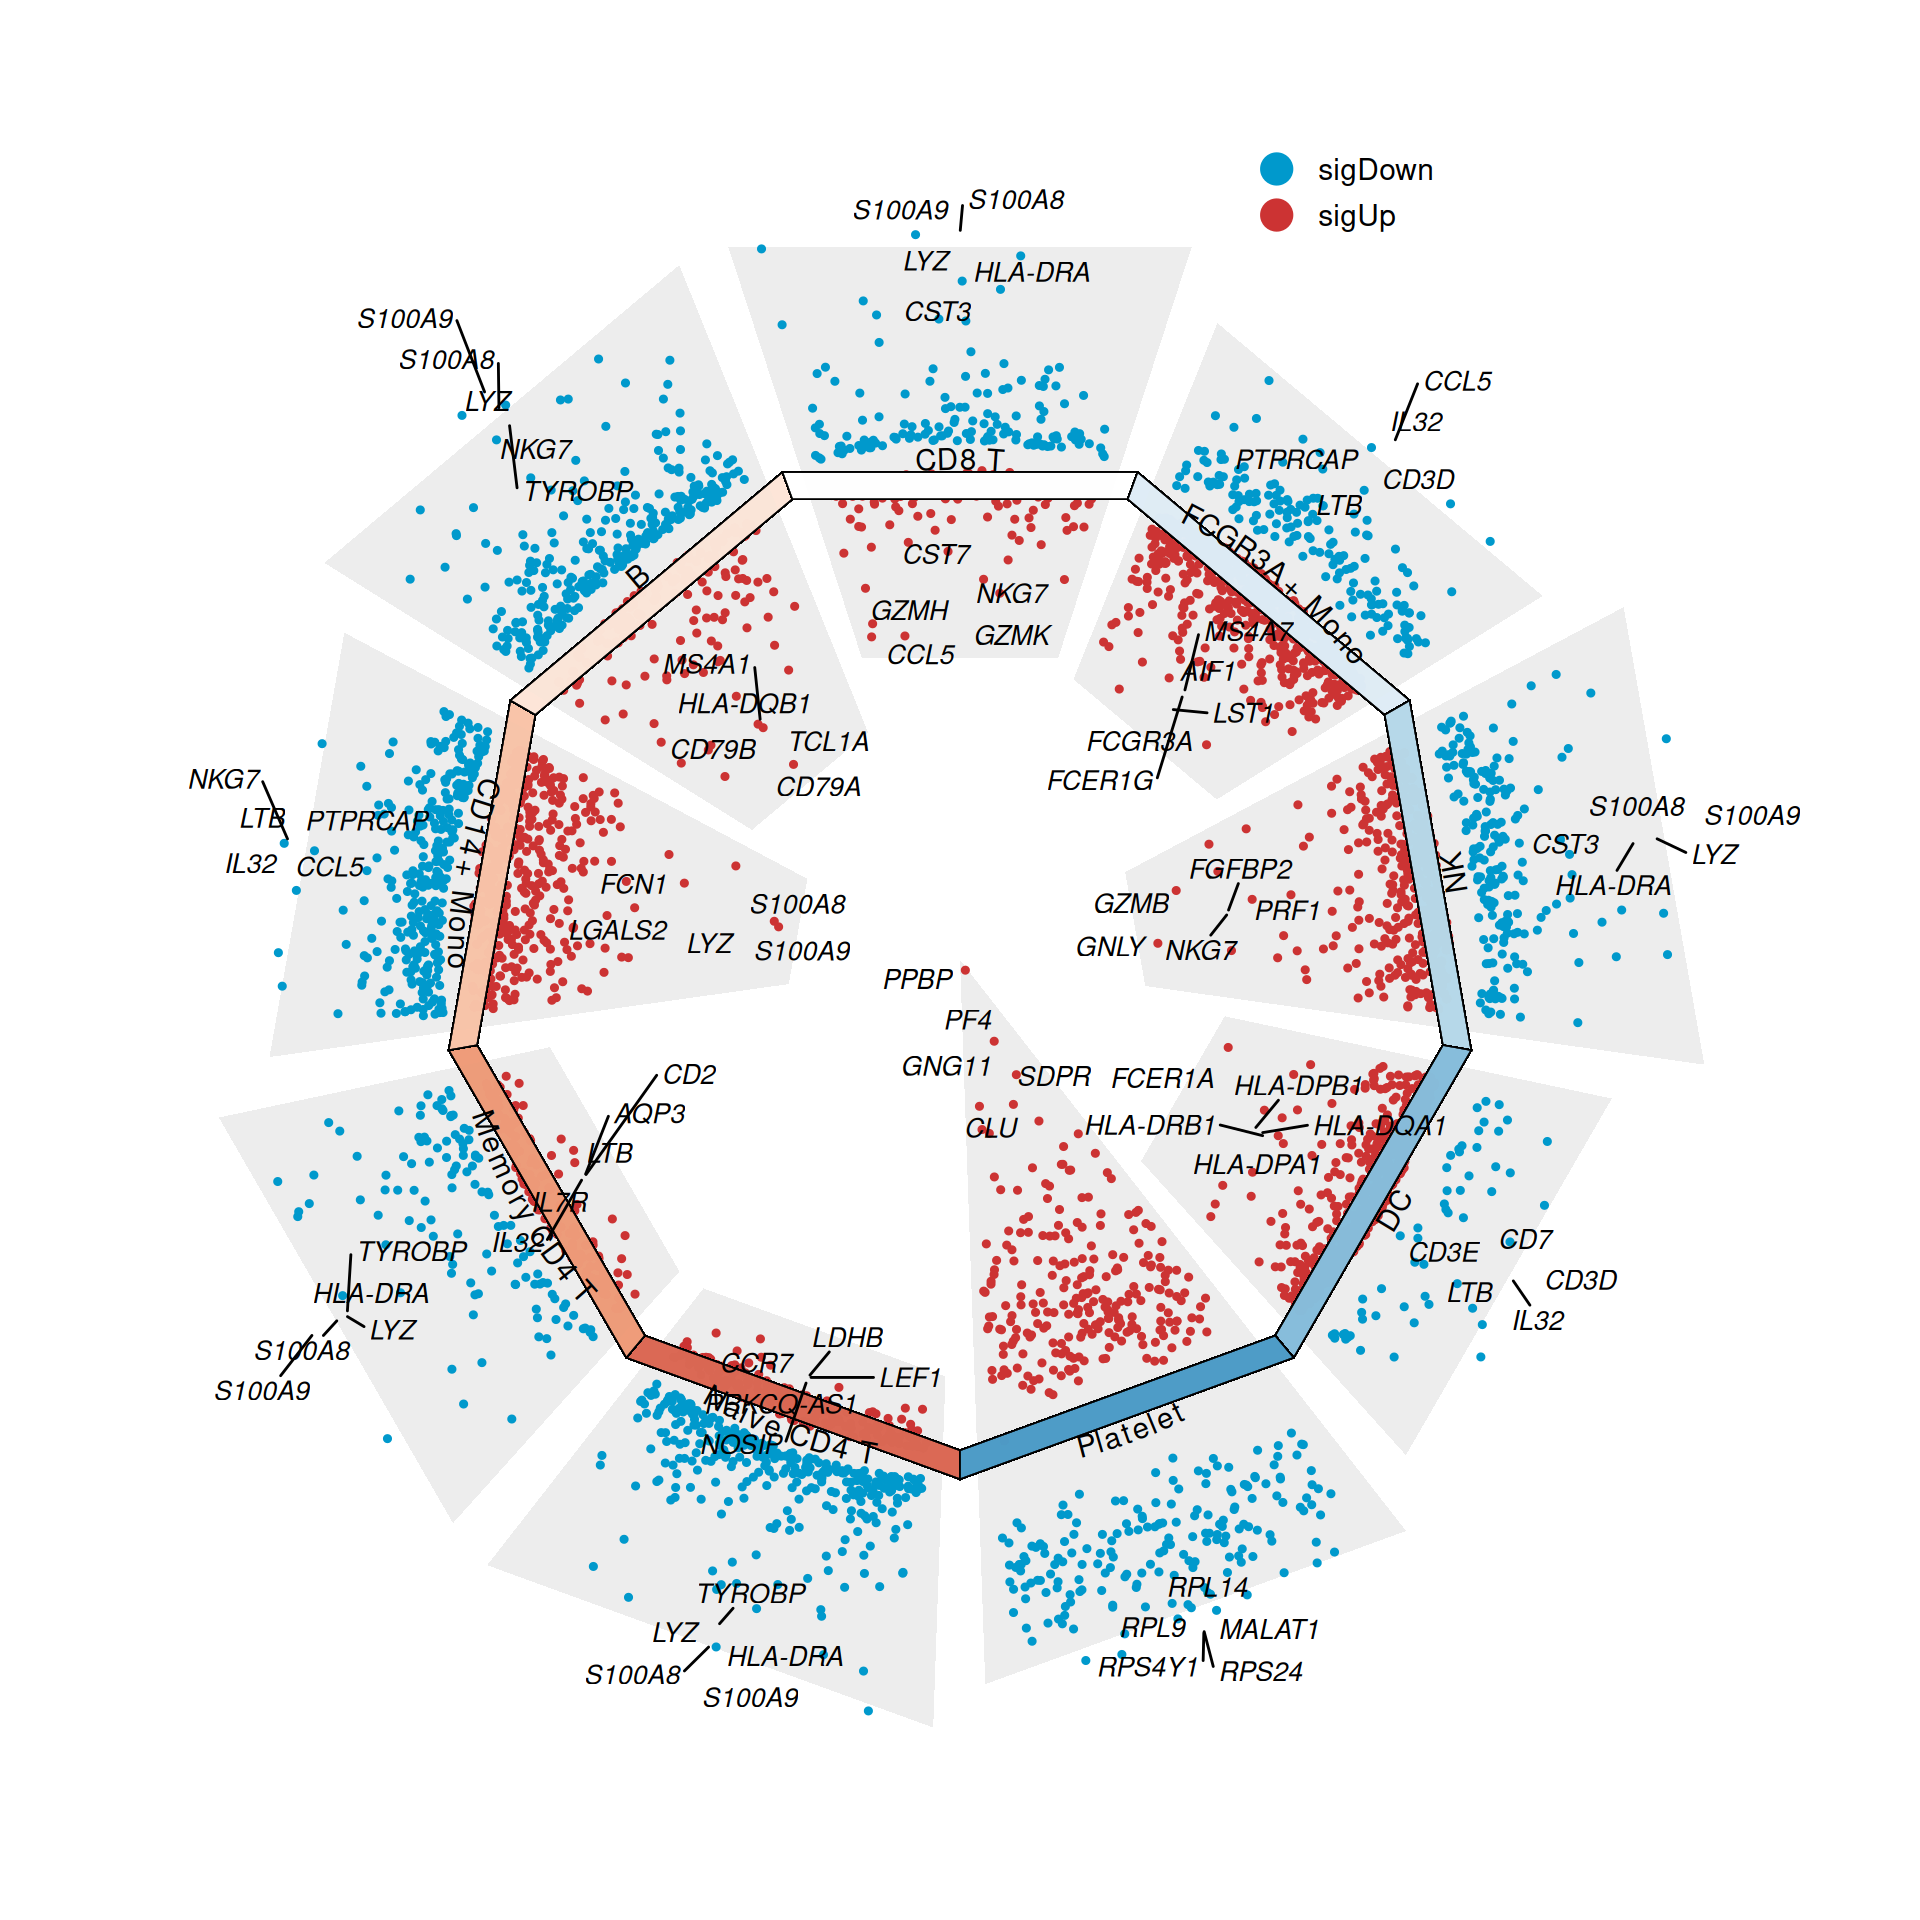 sigDown
sigUp
S100A9
S100A8
LYZ
HLA-DRA
CST3
CD8 T
CST7
NKG7
GZMH
GZMK
CCL5
CCL5
IL32
PTPRCAP
CD3D
LTB
FCGR3A+ Mono
MS4A7
AIF1
LST1
FCGR3A
FCER1G
S100A8
S100A9
CST3
LYZ
HLA-DRA
NK
FGFBP2
GZMB
PRF1
GNLY
NKG7
FCER1A
HLA-DPB1
HLA-DRB1
HLA-DQA1
HLA-DPA1
DC
CD3E
CD7
CD3D
LTB
IL32
PPBP
PF4
GNG11
SDPR
CLU
Platelet
RPL14
RPL9
MALAT1
RPS4Y1
RPS24
LDHB
CCR7
LEF1
PRKCQ-AS1
Naive CD4 T
NOSIP
TYROBP
LYZ
HLA-DRA
S100A8
S100A9
CD2
AQP3
LTB
IL7R
IL32
Memory CD4 T
TYROBP
HLA-DRA
LYZ
S100A8
S100A9
NKG7
LTB
PTPRCAP
IL32
CCL5
CD14+ Mono
FCN1
S100A8
LGALS2
LYZ
S100A9
S100A9
S100A8
LYZ
NKG7
TYROBP
B
MS4A1
HLA-DQB1
CD79B
TCL1A
CD79A